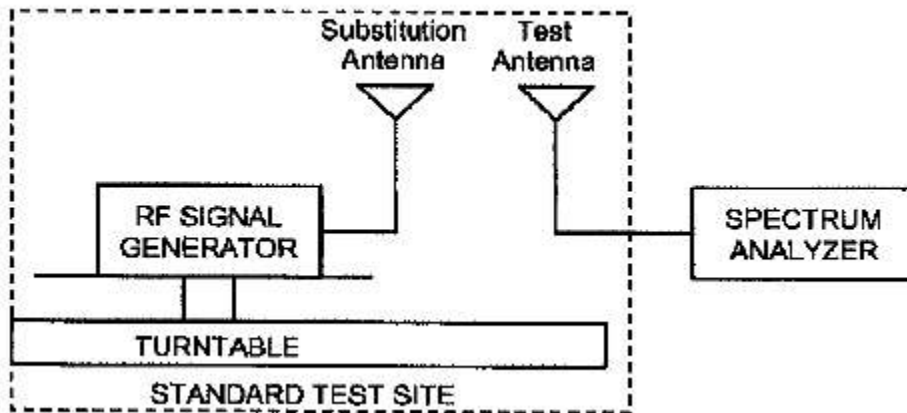 Substitution
Antenna
Test
Antenna
RF SIGNAL
GENERATOR
SPECTRUM
ANALYZER
TURNTABLE
STANDARD TEST SITE